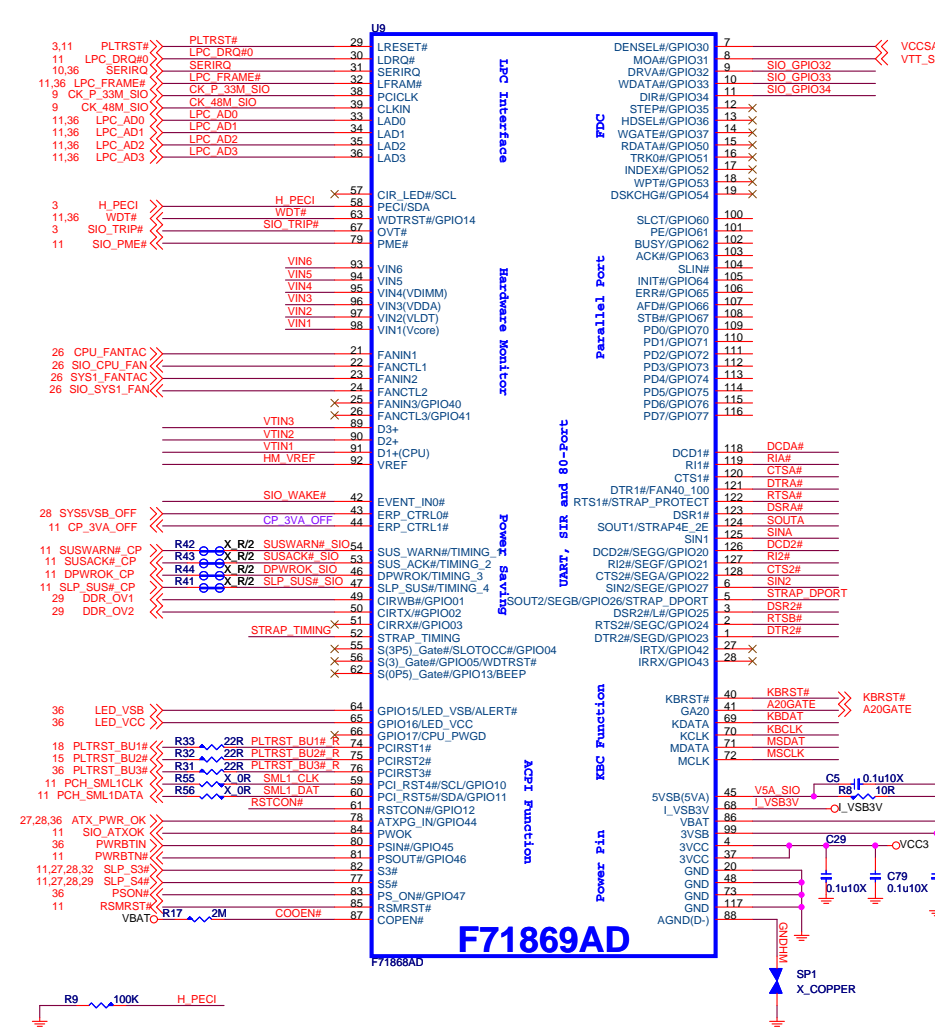 U9
3,11 PLTRST# PLTRST# 29 LRESET# DENSEL#/GPIO30 7 VCCSA
11 LPC_DRQ#0 LPC_DRQ#0 30 LDRQ# MOA#/GPIO31 8 VTT_S
10,36 SERIRQ SERIRQ 31 SERIRQ DRVA#/GPIO32 9 SIO_GPIO32
11,36 LPC_FRAME# LPC_FRAME# 32 LFRAM# WDATA#/GPIO33 10 SIO_GPIO33
9 CK_P_33M_SIO CK_P_33M_SIO 38 PCICLK DIR#/GPIO34 11 SIO_GPIO34
9 CK_48M_SIO CK_48M_SIO 39 CLKIN STEP#/GPIO35 12
11,36 LPC_AD0 LPC_AD0 33 LAD0 HDSEL#/GPIO36 13
11,36 LPC_AD1 LPC_AD1 34 LAD1 WGATE#/GPIO37 14
11,36 LPC_AD2 LPC_AD2 35 LAD2 RDATA#/GPIO50 15
11,36 LPC_AD3 LPC_AD3 36 LAD3 TRK0#/GPIO51 16
INDEX#/GPIO52 17
WPT#/GPIO53 18
DSKCHG#/GPIO54 19
LPC Interface
FDC
57 CIR_LED#/SCL
3 H_PECI H_PECI 58 PECI/SDA
11,36 WDT# WDT# 63 WDTRST#/GPIO14 SLCT/GPIO60 100
3 SIO_TRIP# SIO_TRIP# 67 OVT# PE/GPIO61 101
11 SIO_PME# 79 PME# BUSY/GPIO62 102
ACK#/GPIO63 103
VIN6 93 VIN6 SLIN# 104
VIN5 94 VIN5 INIT#/GPIO64 105
VIN4 95 VIN4(VDIMM) ERR#/GPIO65 106
VIN3 96 VIN3(VDDA) AFD#/GPIO66 107
VIN2 97 VIN2(VLDT) STB#/GPIO67 108
VIN1 98 VIN1(Vcore) PD0/GPIO70 109
PD1/GPIO71 110
26 CPU_FANTAC 21 FANIN1 PD2/GPIO72 111
26 SIO_CPU_FAN 22 FANCTL1 PD3/GPIO73 112
26 SYS1_FANTAC 23 FANIN2 PD4/GPIO74 113
26 SIO_SYS1_FAN 24 FANCTL2 PD5/GPIO75 114
25 FANIN3/GPIO40 PD6/GPIO76 115
26 FANCTL3/GPIO41 PD7/GPIO77 116
Hardware Monitor
Parallel Port
VTIN3 89 D3+
VTIN2 90 D2+
VTIN1 91 D1+(CPU) DCD1# 118 DCDA#
HM_VREF 92 VREF RI1# 119 RIA#
CTS1# 120 CTSA#
DTR1#/FAN40_100 121 DTRA#
SIO_WAKE# 42 EVENT_IN0# RTS1#/STRAP_PROTECT 122 RTSA#
28 SYS5VSB_OFF 43 ERP_CTRL0# DSR1# 123 DSRA#
11 CP_3VA_OFF CP_3VA_OFF 44 ERP_CTRL1# SOUT1/STRAP4E_2E 124 SOUTA
SIN1 125 SINA
11 SUSWARN#_CP R42 X_R/2 SUSWARN#_SIO 54 SUS_WARN#/TIMING_1 DCD2#/SEGG/GPIO20 126 DCD2#
11 SUSACK#_CP R43 X_R/2 SUSACK#_SIO 53 SUS_ACK#/TIMING_2 RI2#/SEGF/GPIO21 127 RI2#
11 DPWROK_CP R44 X_R/2 DPWROK_SIO 46 DPWROK/TIMING_3 CTS2#/SEGA/GPIO22 128 CTS2#
11 SLP_SUS#_CP R41 X_R/2 SLP_SUS#_SIO 47 SLP_SUS#/TIMING_4 SIN2/SEGE/GPIO27 6 SIN2
29 DDR_OV1 49 CIRWB#/GPIO01 SOUT2/SEGB/GPIO26/STRAP_DPORT 5 STRAP_DPORT
29 DDR_OV2 50 CIRTX/#GPIO02 DSR2#/L#/GPIO25 3 DSR2#
51 CIRRX#/GPIO03 RTS2#/SEGC/GPIO24 2 RTSB#
STRAP_TIMING 52 STRAP_TIMING DTR2#/SEGD/GPIO23 1 DTR2#
55 S(3P5)_Gate#/SLOTOCC#/GPIO04 IRTX/GPIO42 27
56 S(3)_Gate#/GPIO05/WDTRST# IRRX/GPIO43 28
62 S(0P5)_Gate#/GPIO13/BEEP
Power Saving
UART, SIR and 80-Port
36 LED_VSB 64 GPIO15/LED_VSB/ALERT# KBRST# 40 KBRST# KBRST#
36 LED_VCC 65 GPIO16/LED_VCC GA20 41 A20GATE A20GATE
66 GPIO17/CPU_PWGD KDATA 69 KBDAT
18 PLTRST_BU1# R33 22R PLTRST_BU1#_R 74 PCIRST1# KCLK 70 KBCLK
15 PLTRST_BU2# R32 22R PLTRST_BU2#_R 75 PCIRST2# MDATA 71 MSDAT
36 PLTRST_BU3# R31 22R PLTRST_BU3#_R 76 PCIRST3# MCLK 72 MSCLK
11 PCH_SML1CLK R55 X_0R SML1_CLK 59 PCI_RST4#/SCL/GPIO10
11 PCH_SML1DATA R56 X_0R SML1_DAT 60 PCI_RST5#/SDA/GPIO11 5VSB(5VA) 45 V5A_SIO C5 0.1u10X R8 10R
RSTCON# 61 RSTCON#/GPIO12 I_VSB3V 68 I_VSB3V I_VSB3V
27,28,36 ATX_PWR_OK 78 ATXPG_IN/GPIO44 VBAT 86
11 SIO_ATXOK 84 PWOK 3VSB 99
36 PWRBTIN 80 PSIN#/GPIO45 3VCC 4 C29 VCC3
11 PWRBTN# 81 PSOUT#/GPIO46 3VCC 37
11,27,28,32 SLP_S3# 82 S3# GND 20
11,27,28,29 SLP_S4# 77 S5# GND 48 C79
36 PSON# 83 PS_ON#/GPIO47 GND 73 0.1u10X 0.1u10X
11 RSMRST# 85 RSMRST# GND 117
VBAT R17 2M COOEN# 87 COPEN# AGND(D-) 88
ACPI Function
KBC Function
Power Pin
GNDHM
F71869AD
F71868AD
SP1
X_COPPER
R9 100K H_PECI